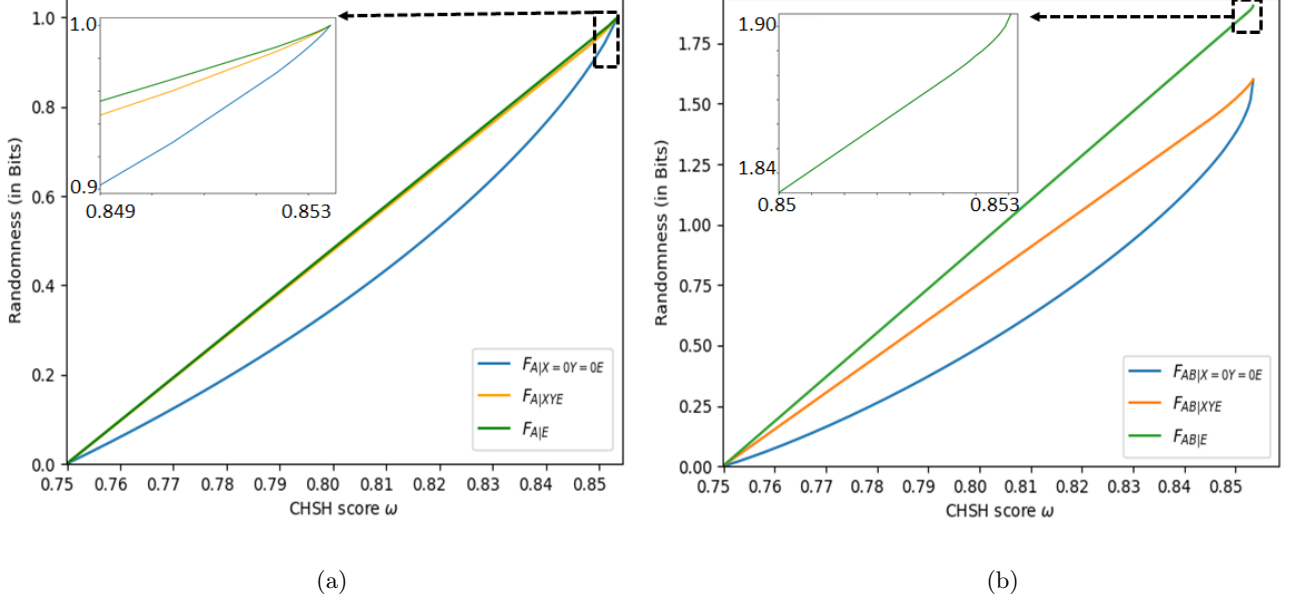 1.0
0.8
0.6
0.4
0.2
0.0
Randomness (in Bits)
1.0
0.9
0.849 0.853
F_{A|X=0Y=0E}
F_{A|XYE}
F_{A|E}
0.75 0.76 0.77 0.78 0.79 0.80 0.81 0.82 0.83 0.84 0.85
CHSH score ω
(a)
1.75
1.50
1.25
1.00
0.75
0.50
0.25
0.00
Randomness (in Bits)
1.90
1.84
0.85 0.853
F_{AB|X=0Y=0E}
F_{AB|XYE}
F_{AB|E}
0.75 0.76 0.77 0.78 0.79 0.80 0.81 0.82 0.83 0.84 0.85
CHSH score ω
(b)